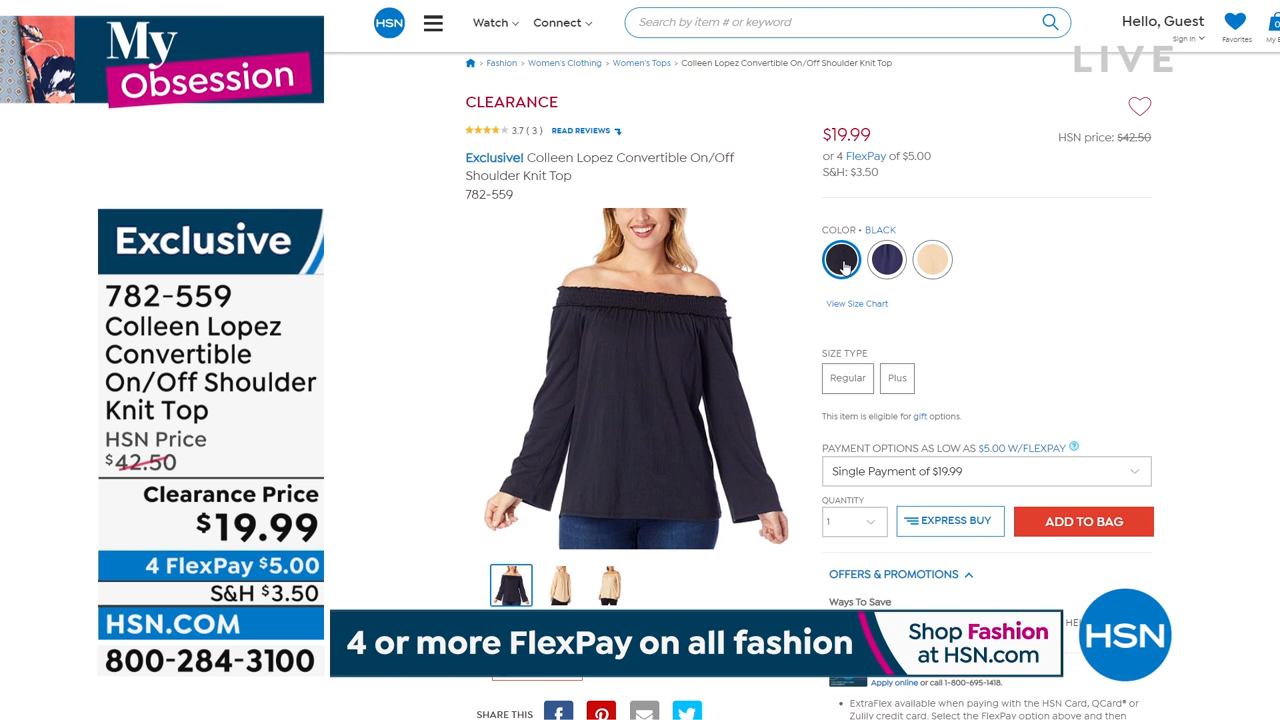 My
Obsession
HSN
Watch
Connect
Search by item # or keyword
Hello, Guest
Sign In
Favorites
0
LIVE
> Fashion > Women's Clothing > Women's Tops > Colleen Lopez Convertible On/Off Shoulder Knit Top
CLEARANCE
3.7 ( 3 ) READ REVIEWS
Exclusive! Colleen Lopez Convertible On/Off
Shoulder Knit Top
782-559
$19.99
HSN price: $42.50
or 4 FlexPay of $5.00
S&H: $3.50
COLOR • BLACK
View Size Chart
SIZE TYPE
Regular
Plus
This item is eligible for gift options.
PAYMENT OPTIONS AS LOW AS $5.00 W/FLEXPAY ?
Single Payment of $19.99
QUANTITY
1
EXPRESS BUY
ADD TO BAG
OFFERS & PROMOTIONS
Ways To Save
Exclusive
782-559
Colleen Lopez
Convertible
On/Off Shoulder
Knit Top
HSN Price
$42.50
Clearance Price
$19.99
4 FlexPay $5.00
S&H $3.50
HSN.COM
800-284-3100
4 or more FlexPay on all fashion
Shop Fashion
at HSN.com
HSN
Apply online or call 1-800-695-1418.
SHARE THIS
• ExtraFlex available when paying with the HSN Card, QCard® or
Zulily credit card. Select the FlexPay option above and then